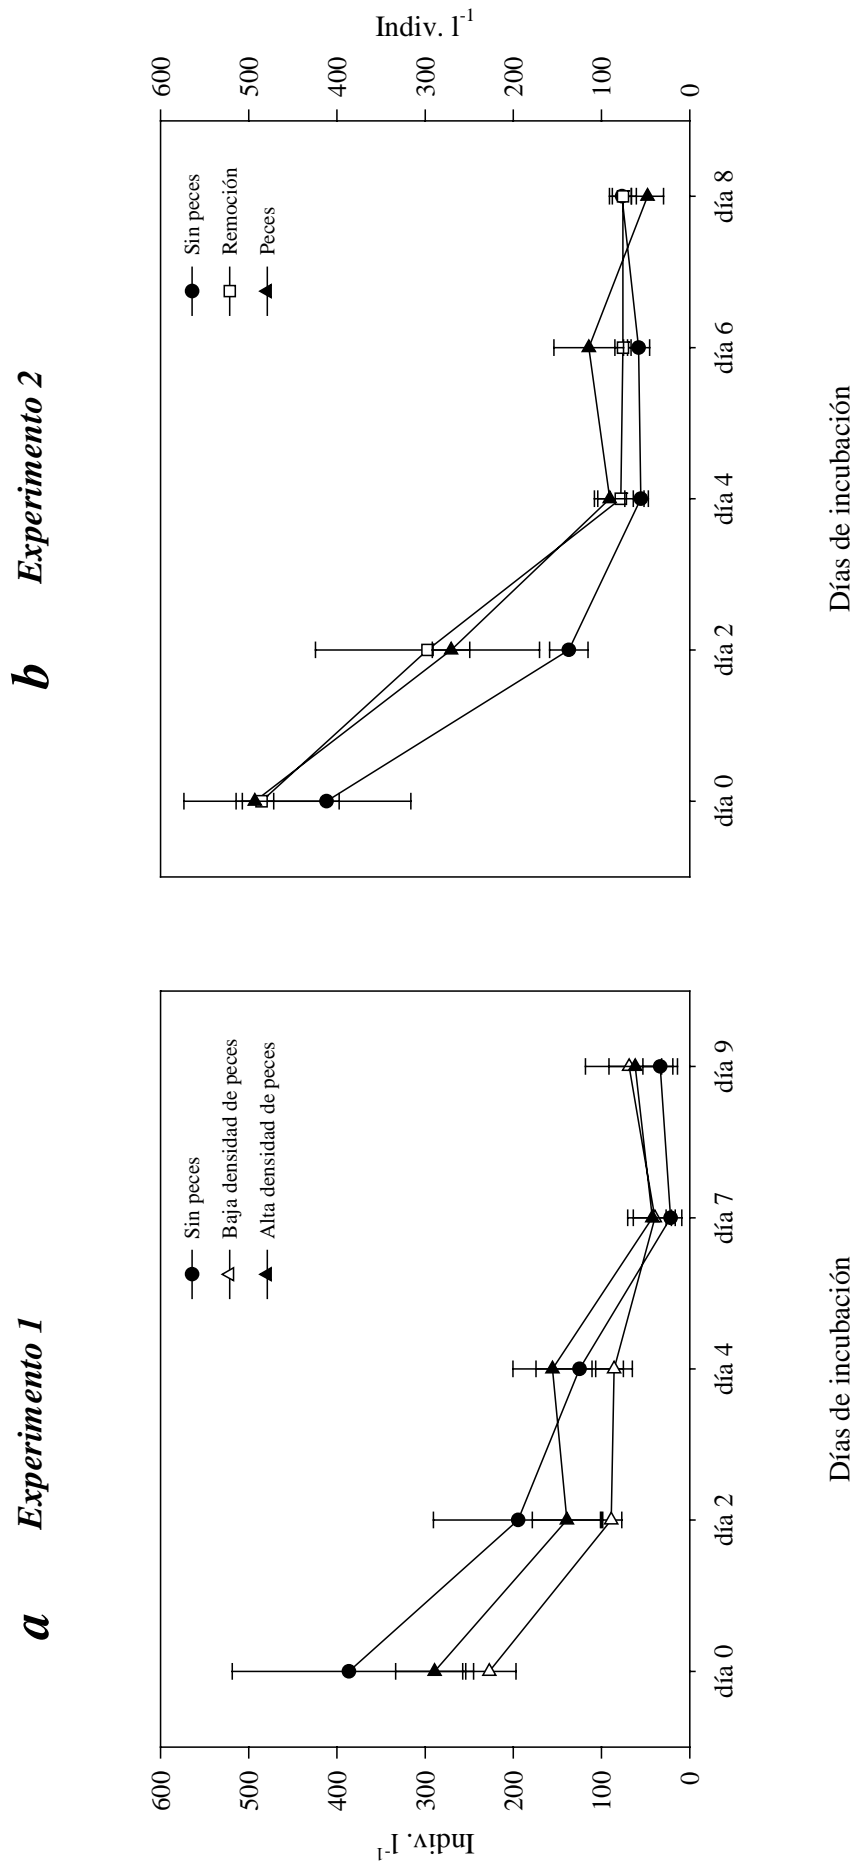 a Experimento 1
Indiv. l-1
600
500
400
300
200
100
0
Sin peces
Baja densidad de peces
Alta densidad de peces
día 0
día 2
día 4
día 7
día 9
Días de incubación
b Experimento 2
Sin peces
Remoción
Peces
600
500
400
300
200
100
0
Indiv. l-1
día 0
día 2
día 4
día 6
día 8
Días de incubación